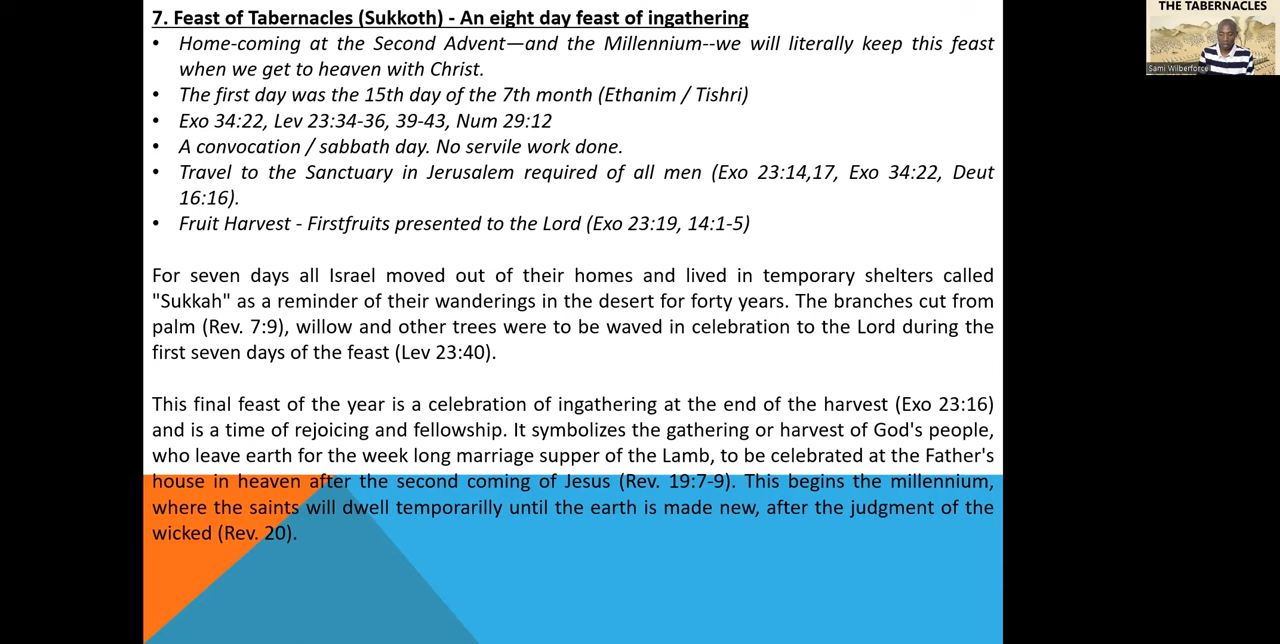 7. Feast of Tabernacles (Sukkoth) - An eight day feast of ingathering
• Home-coming at the Second Advent—and the Millennium--we will literally keep this feast
when we get to heaven with Christ.
• The first day was the 15th day of the 7th month (Ethanim / Tishri)
• Exo 34:22, Lev 23:34-36, 39-43, Num 29:12
• A convocation / sabbath day. No servile work done.
• Travel to the Sanctuary in Jerusalem required of all men (Exo 23:14,17, Exo 34:22, Deut
16:16).
• Fruit Harvest - Firstfruits presented to the Lord (Exo 23:19, 14:1-5)
For seven days all Israel moved out of their homes and lived in temporary shelters called
"Sukkah" as a reminder of their wanderings in the desert for forty years. The branches cut from
palm (Rev. 7:9), willow and other trees were to be waved in celebration to the Lord during the
first seven days of the feast (Lev 23:40).
This final feast of the year is a celebration of ingathering at the end of the harvest (Exo 23:16)
and is a time of rejoicing and fellowship. It symbolizes the gathering or harvest of God's people,
who leave earth for the week long marriage supper of the Lamb, to be celebrated at the Father's
house in heaven after the second coming of Jesus (Rev. 19:7-9). This begins the millennium,
where the saints will dwell temporarilly until the earth is made new, after the judgment of the
wicked (Rev. 20).
THE TABERNACLES
Sami Wilberforce